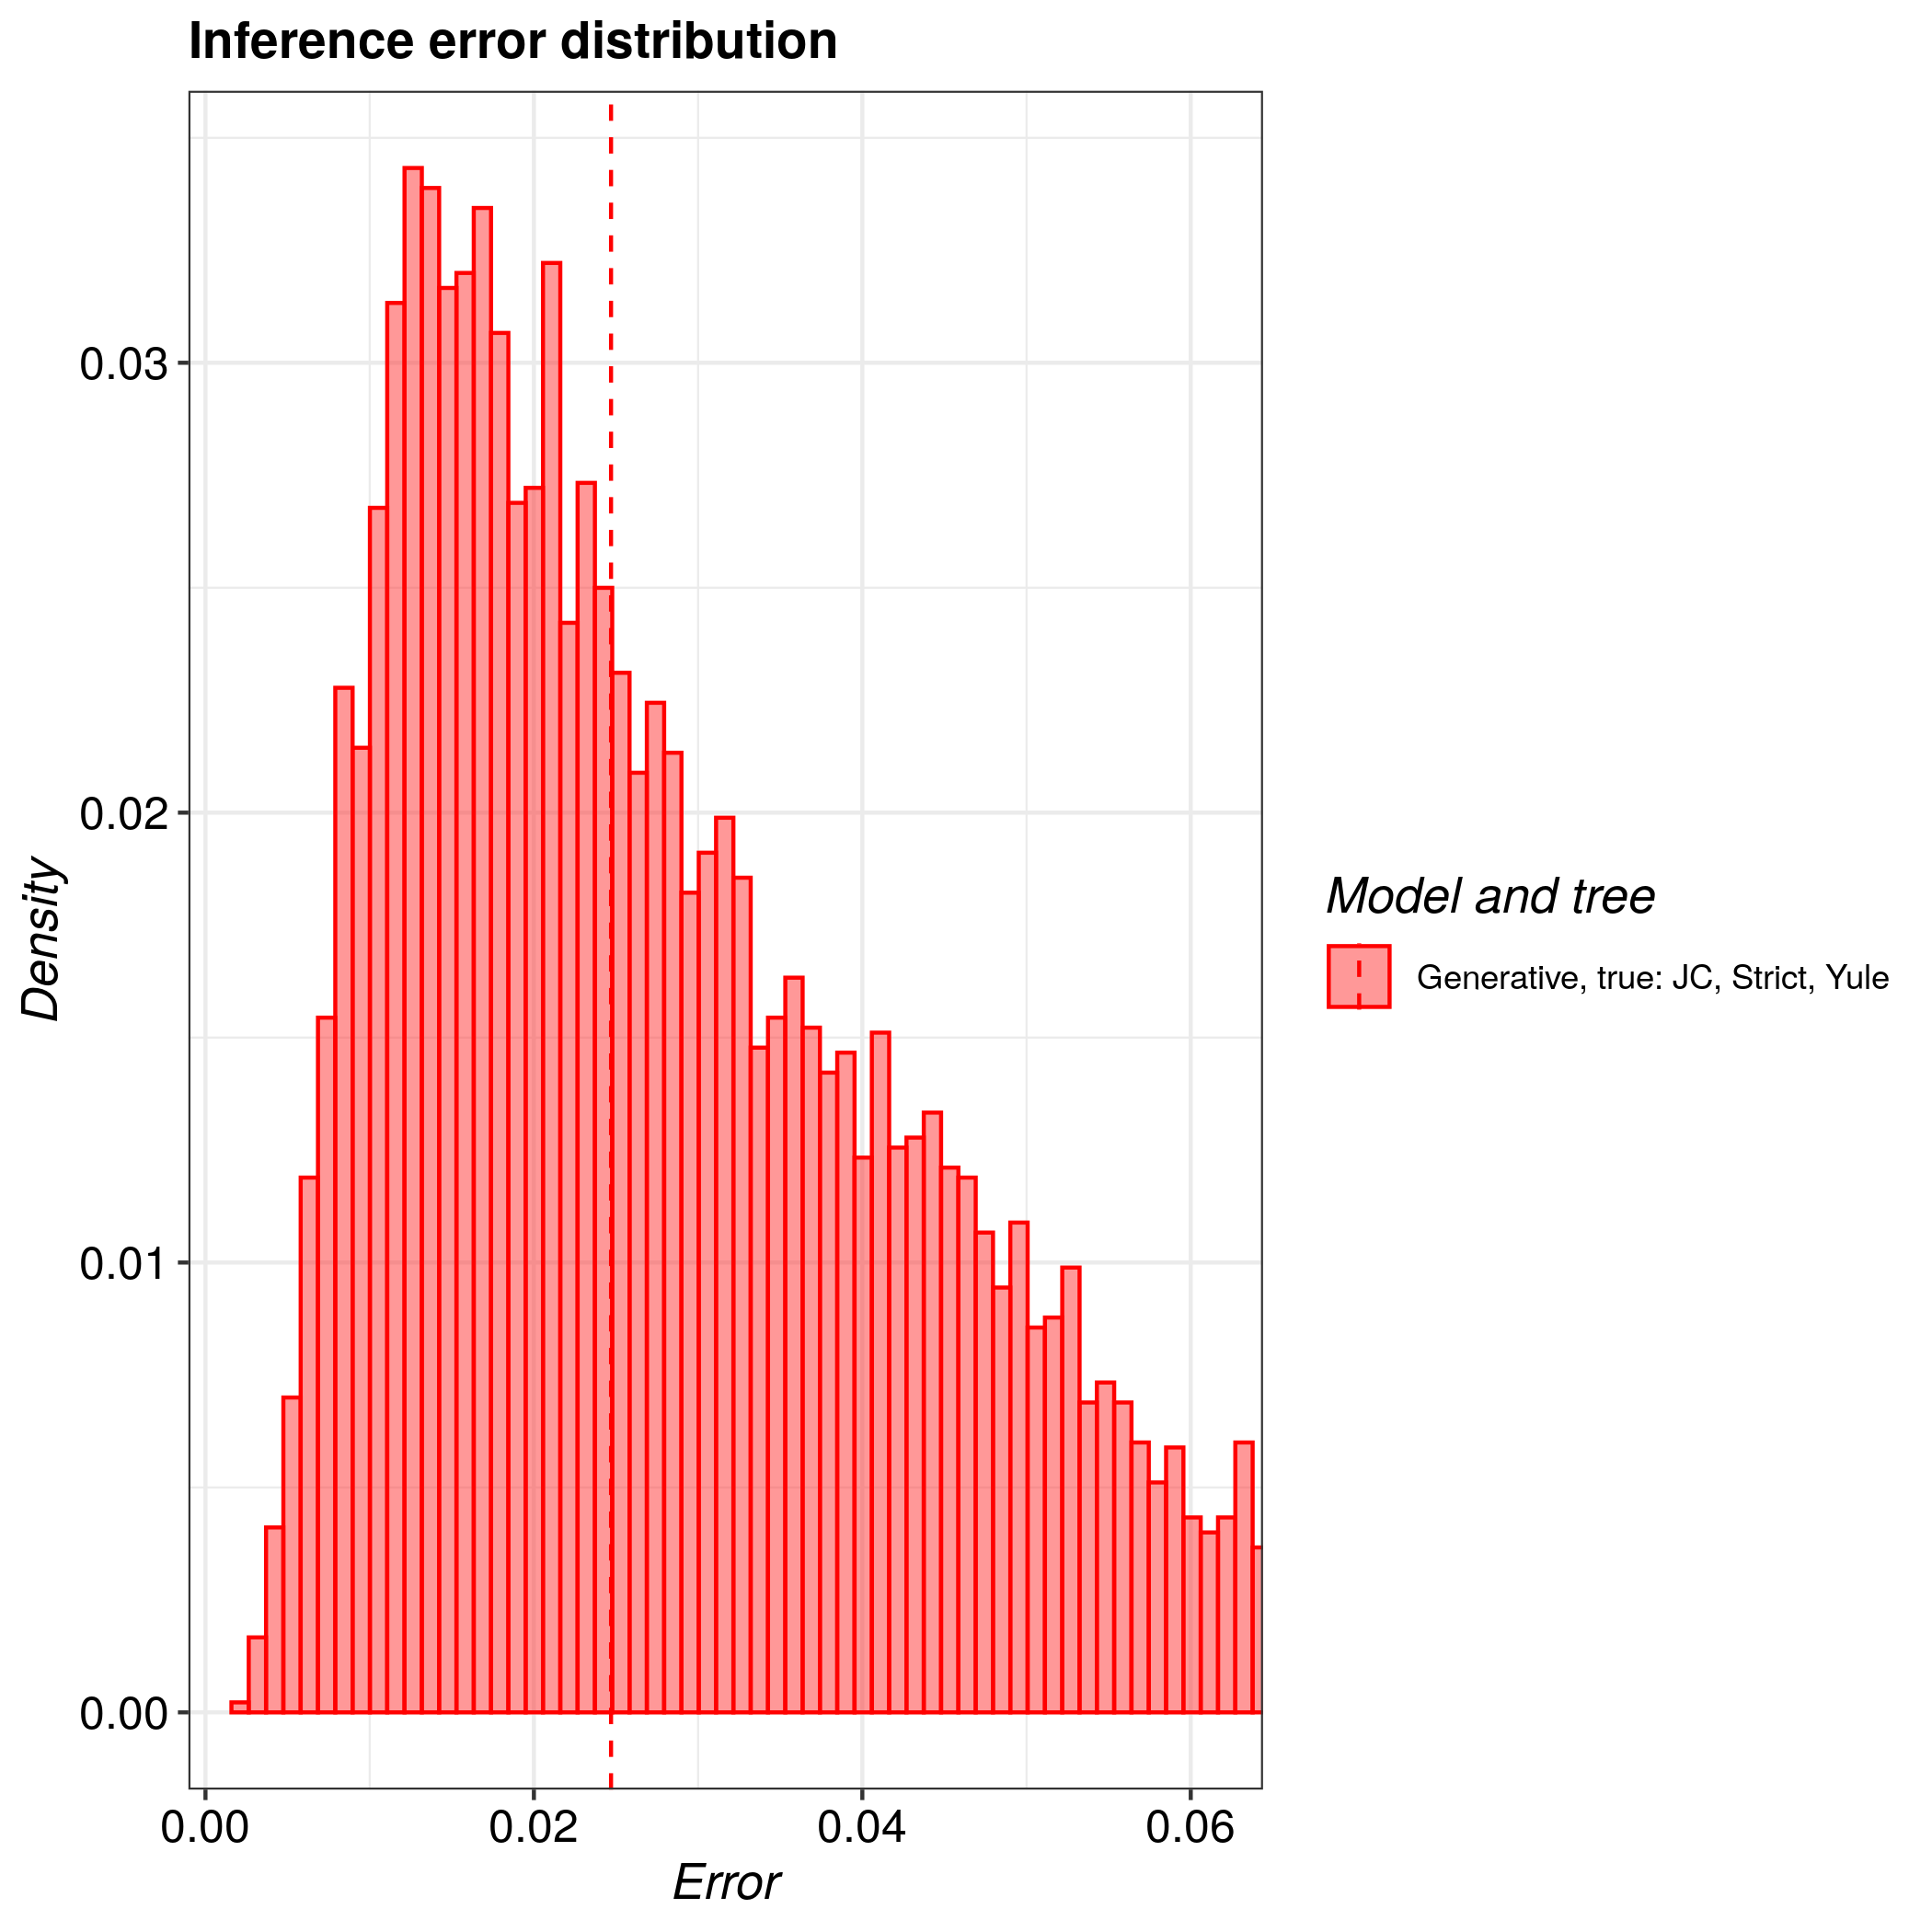 Inference error distribution
Density
0.03
0.02
0.01
0.00
0.00 0.02 0.04 0.06
Error
Model and tree
Generative, true: JC, Strict, Yule